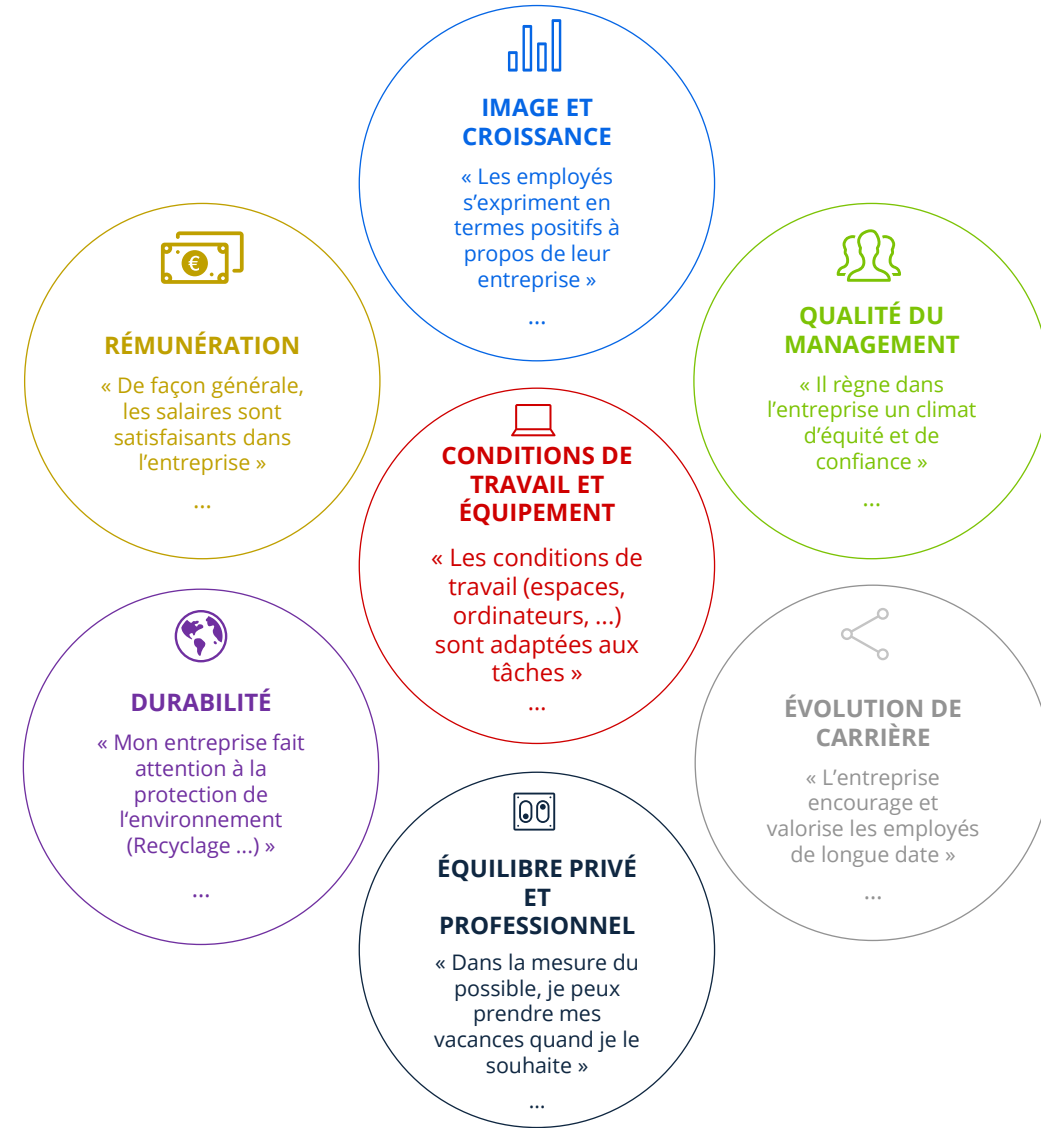 IMAGE ET
CROISSANCE
« Les employés
s’expriment en
termes positifs à
propos de leur
entreprise »
...
RÉMUNÉRATION
« De façon générale,
les salaires sont
satisfaisants dans
l’entreprise »
...
QUALITÉ DU
MANAGEMENT
« Il règne dans
l’entreprise un climat
d’équité et de
confiance »
...
CONDITIONS DE
TRAVAIL ET
ÉQUIPEMENT
« Les conditions de
travail (espaces,
ordinateurs, ...)
sont adaptées aux
tâches »
...
DURABILITÉ
« Mon entreprise fait
attention à la
protection de
l‘environnement
(Recyclage ...) »
...
ÉVOLUTION DE
CARRIÈRE
« L’entreprise
encourage et
valorise les employés
de longue date »
...
ÉQUILIBRE PRIVÉ
ET
PROFESSIONNEL
« Dans la mesure du
possible, je peux
prendre mes
vacances quand je le
souhaite »
...